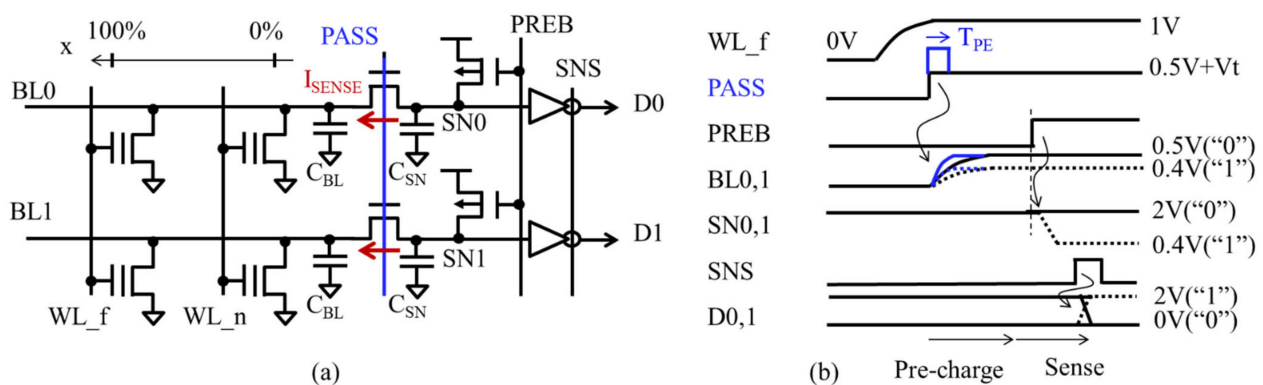 100%
0%
x
PASS
PREB
I_SENSE
SNS
BL0
SN0
D0
C_BL
C_SN
BL1
SN1
D1
C_BL
C_SN
WL_f
WL_n
(a)
WL_f
0V
T_PE
1V
PASS
0.5V+Vt
PREB
0.5V("0")
BL0,1
0.4V("1")
SN0,1
2V("0")
0.4V("1")
SNS
2V("1")
D0,1
0V("0")
Pre-charge
Sense
(b)